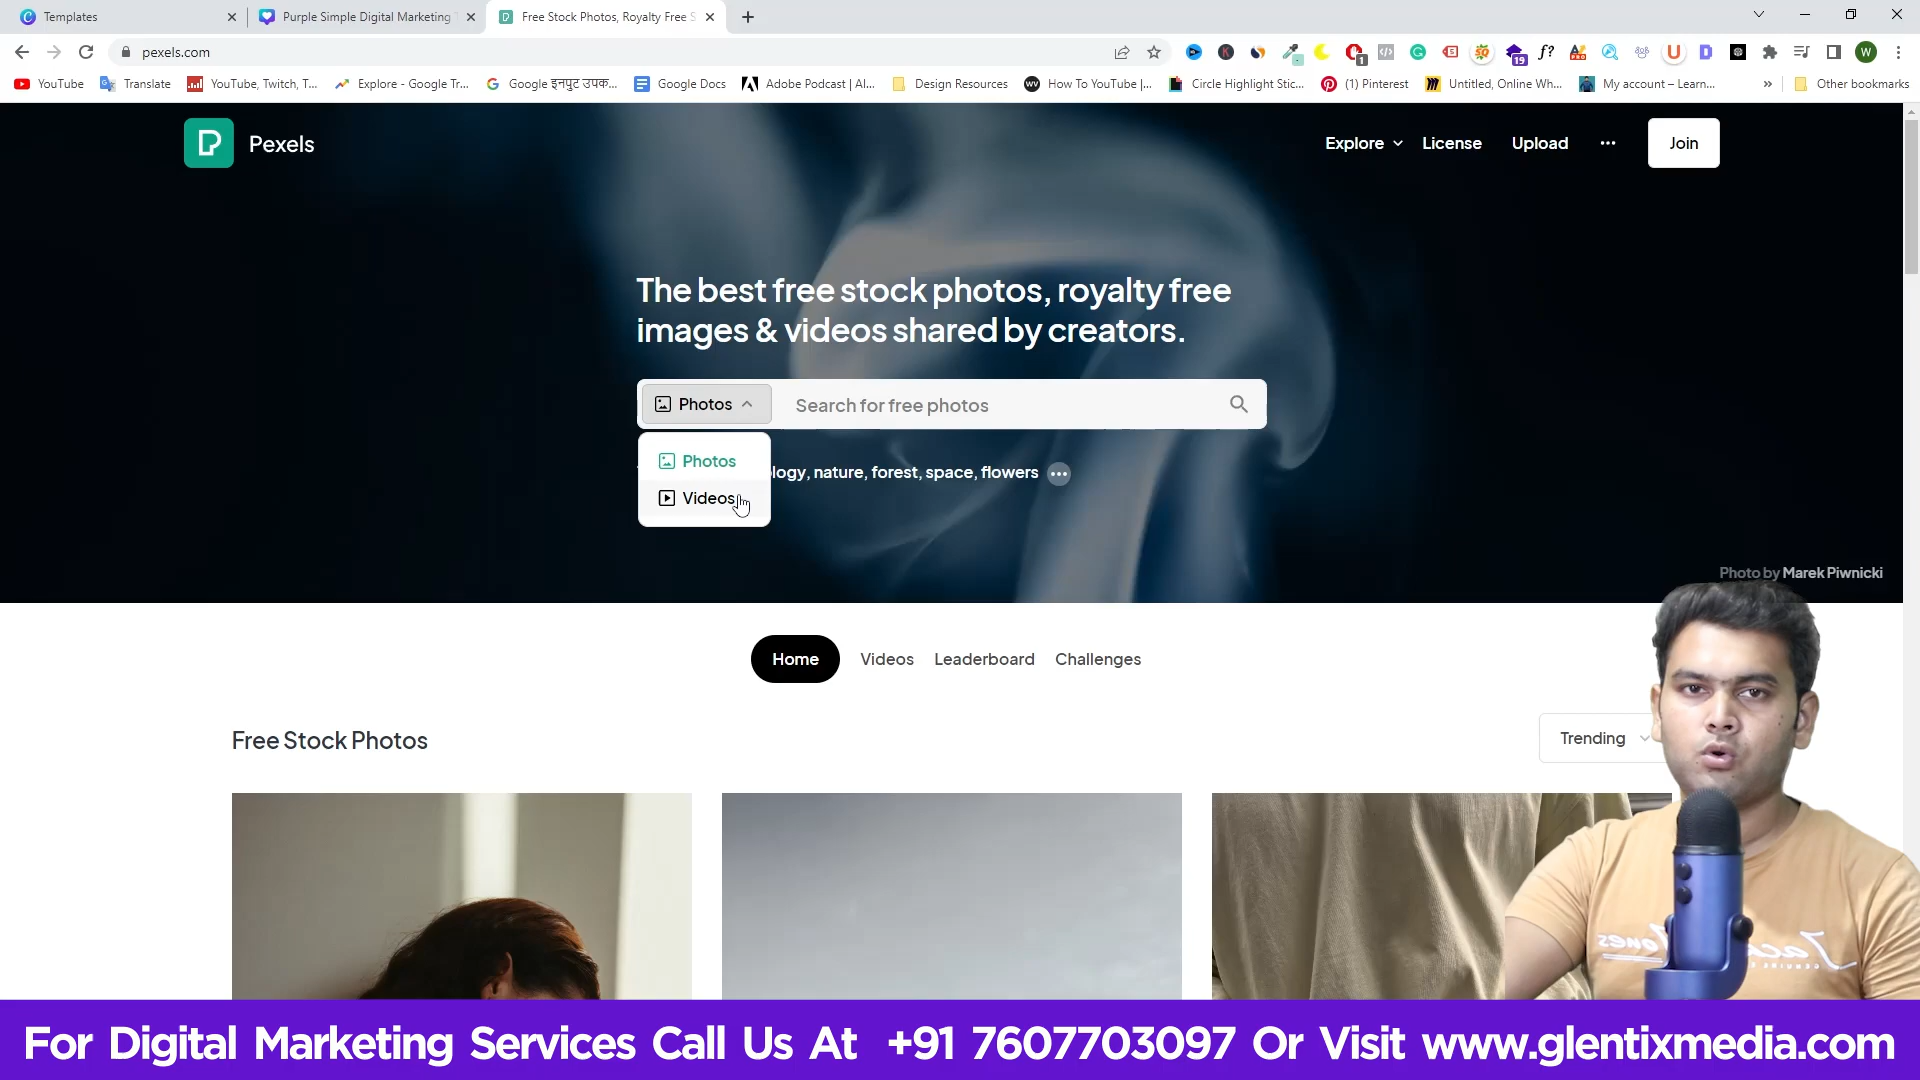 Templates
Purple Simple Digital Marketing
Free Stock Photos, Royalty Free S
pexels.com
YouTube
Translate
YouTube, Twitch, T...
Explore - Google Tr...
Google इनपुट उपक...
Google Docs
Adobe Podcast | AI...
Design Resources
How To YouTube |...
Circle Highlight Stic...
(1) Pinterest
Untitled, Online Wh...
My account – Learn...
Other bookmarks
Pexels
Explore
License
Upload
Join
The best free stock photos, royalty free
images & videos shared by creators.
Photos
Search for free photos
Photos
Videos
logy, nature, forest, space, flowers
Photo by Marek Piwnicki
Home
Videos
Leaderboard
Challenges
Free Stock Photos
Trending
For Digital Marketing Services Call Us At +91 7607703097 Or Visit www.glentixmedia.com